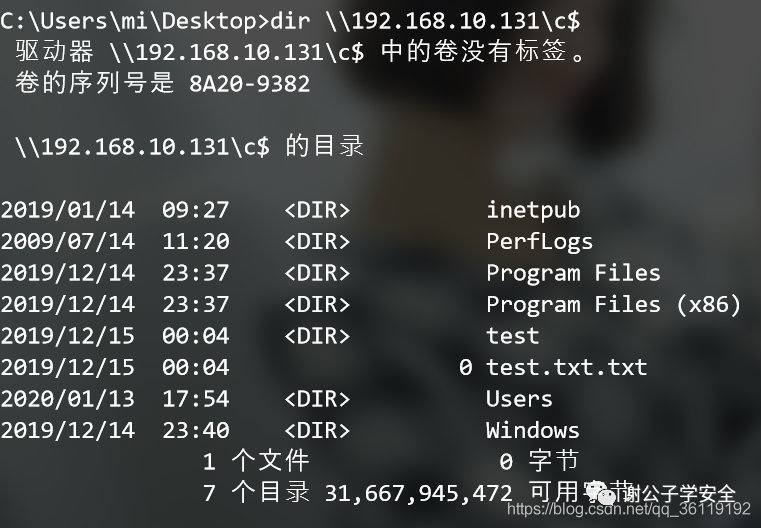 C:\Users\mi\Desktop>dir \\192.168.10.131\c$
驱动器 \\192.168.10.131\c$ 中的卷没有标签。
卷的序列号是 8A20-9382
\\192.168.10.131\c$ 的目录
2019/01/14 09:27 <DIR> inetpub
2009/07/14 11:20 <DIR> PerfLogs
2019/12/14 23:37 <DIR> Program Files
2019/12/14 23:37 <DIR> Program Files (x86)
2019/12/15 00:04 <DIR> test
2019/12/15 00:04 0 test.txt.txt
2020/01/13 17:54 <DIR> Users
2019/12/14 23:40 <DIR> Windows
1 个文件 0 字节
7 个目录 31,667,945,472 可用字节
谢公子学安全
https://blog.csdn.net/qq_36119192